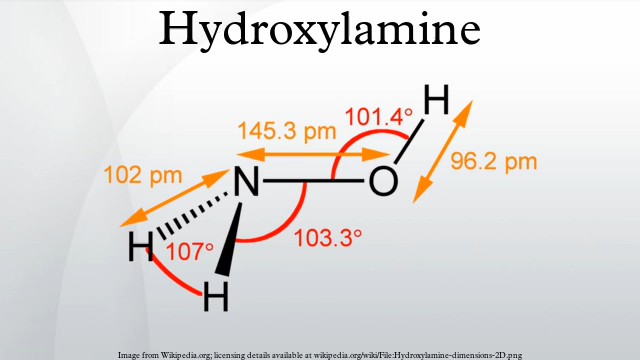 Hydroxylamine
H
101.4°
145.3 pm
96.2 pm
102 pm
N
O
H
107°
103.3°
H
Image from Wikipedia.org; licensing details available at wikipedia.org/wiki/File:Hydroxylamine-dimensions-2D.png